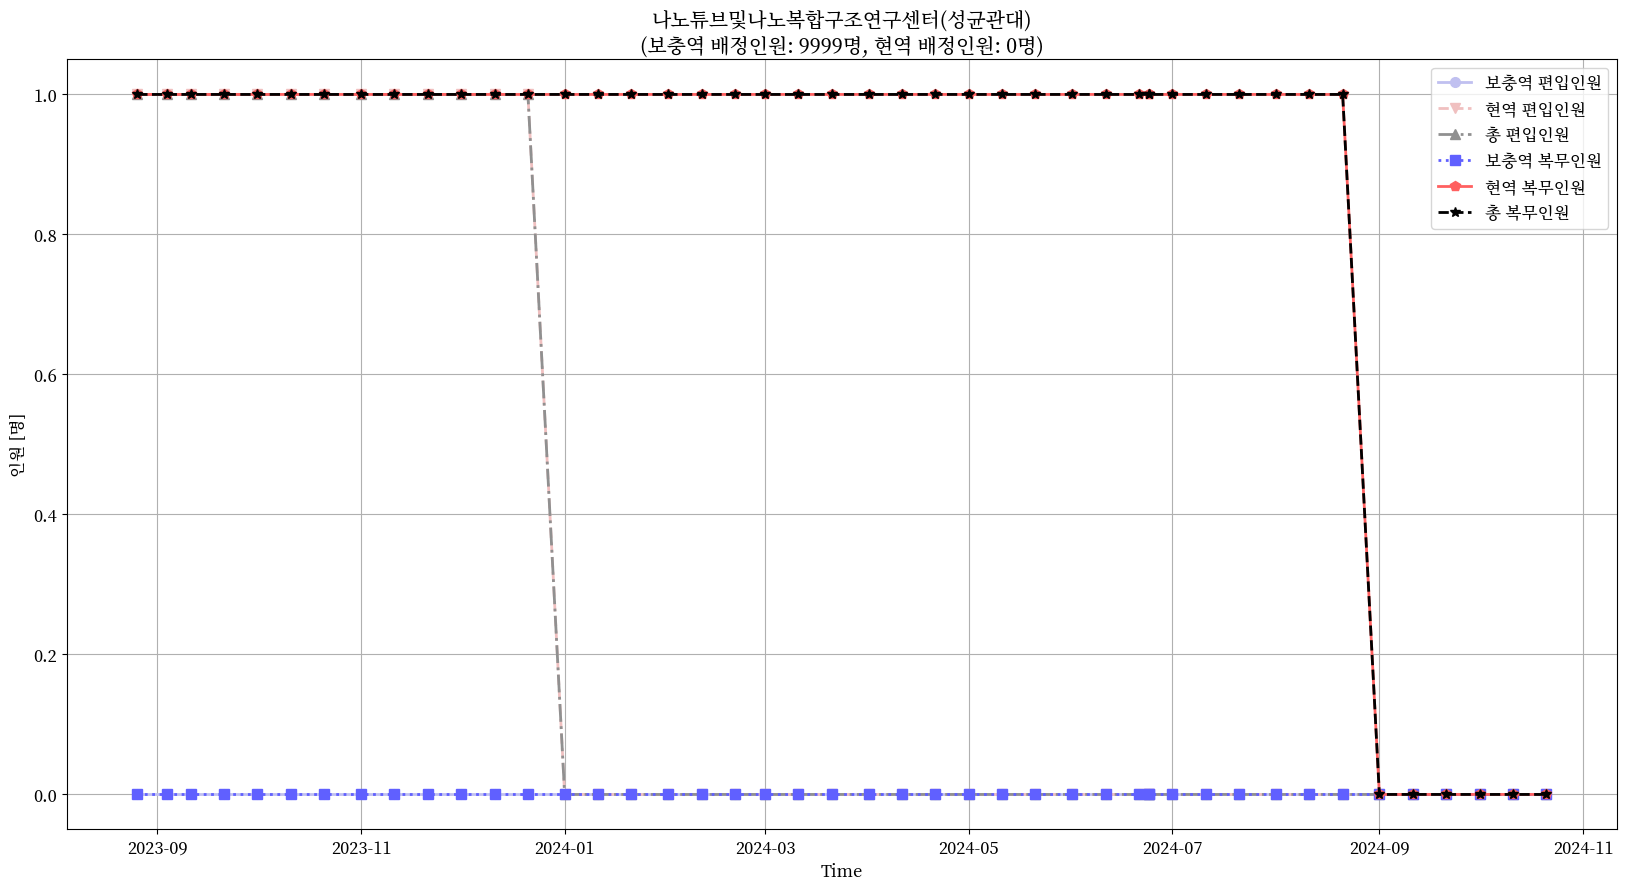 나노튜브및나노복합구조연구센터(성균관대)
(보충역 배정인원: 9999명, 현역 배정인원: 0명)
보충역 편입인원
현역 편입인원
총 편입인원
보충역 복무인원
현역 복무인원
총 복무인원
인원 [명]
1.0
0.8
0.6
0.4
0.2
0.0
2023-09 2023-11 2024-01 2024-03 2024-05 2024-07 2024-09 2024-11
Time